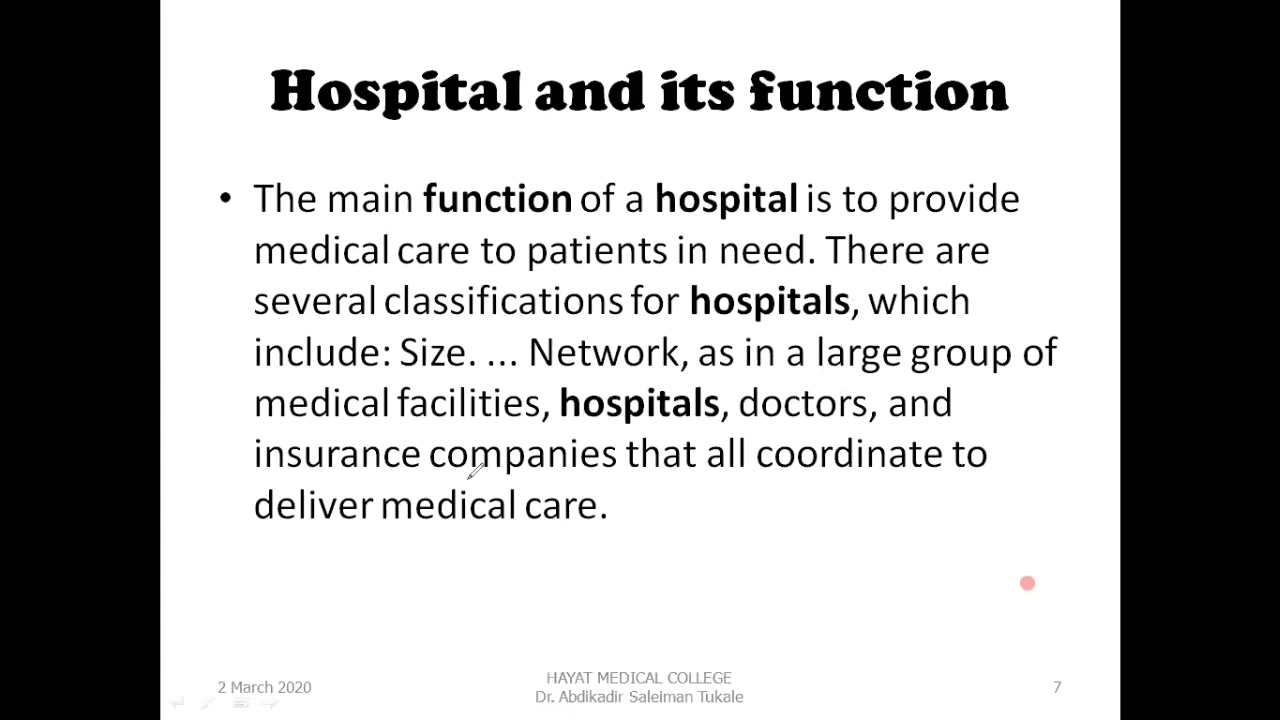 Hospital and its function
• The main function of a hospital is to provide
medical care to patients in need. There are
several classifications for hospitals, which
include: Size. ... Network, as in a large group of
medical facilities, hospitals, doctors, and
insurance companies that all coordinate to
deliver medical care.
2 March 2020
HAYAT MEDICAL COLLEGE
Dr. Abdikadir Saleiman Tukale
7